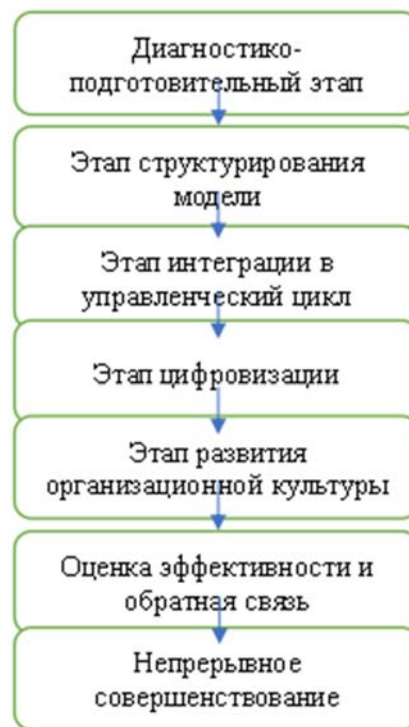 Диагностико-
подготовительный этап
Этап структурирования
модели
Этап интеграции в
управленческий цикл
Этап цифровизации
Этап развития
организационной культуры
Оценка эффективности и
обратная связь
Непрерывное
совершенствование